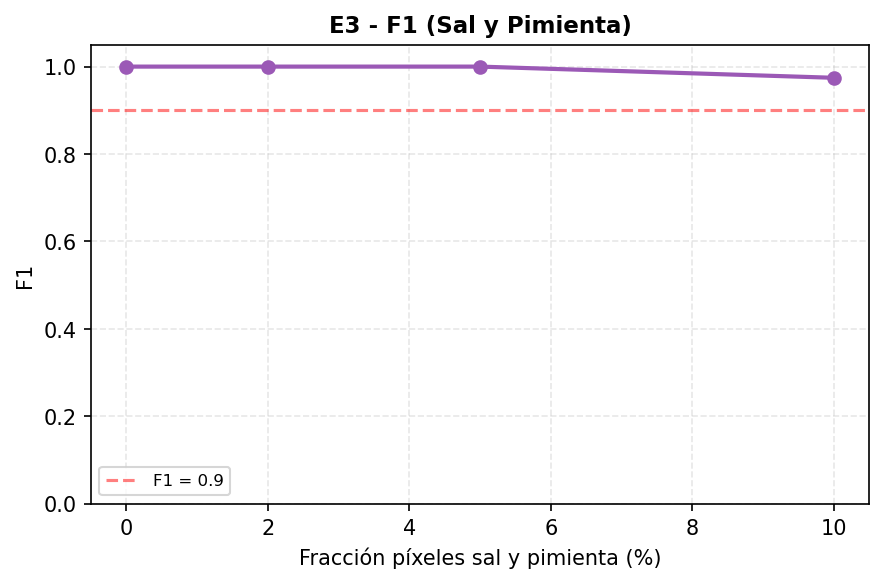 E3 - F1 (Sal y Pimienta)
F1
1.0
0.8
0.6
0.4
0.2
0.0
F1 = 0.9
0 2 4 6 8 10
Fracción píxeles sal y pimienta (%)